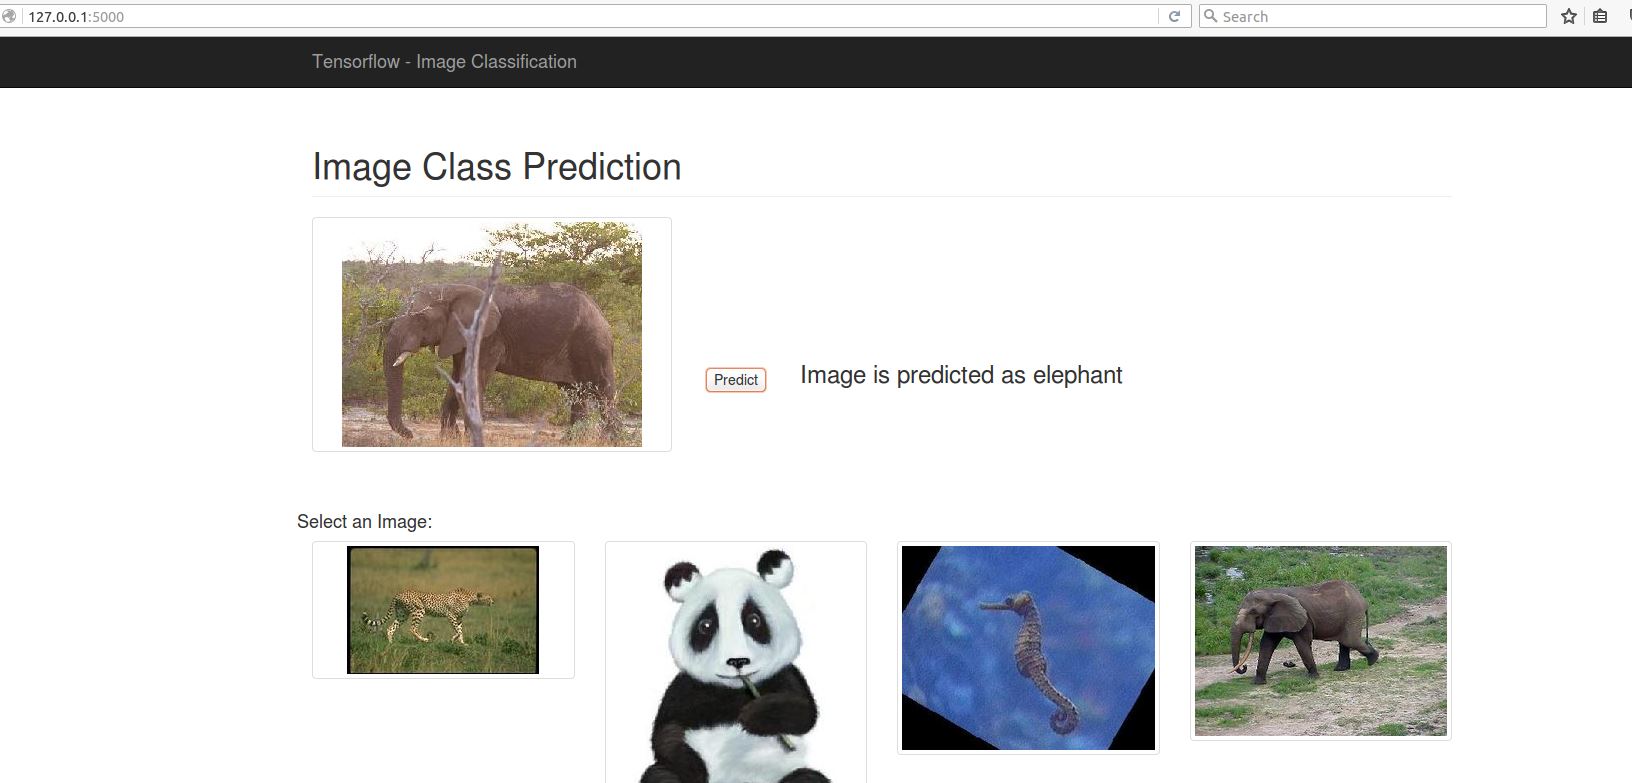 127.0.0.1:5000
Search
Tensorflow - Image Classification
Image Class Prediction
Predict
Image is predicted as elephant
Select an Image: